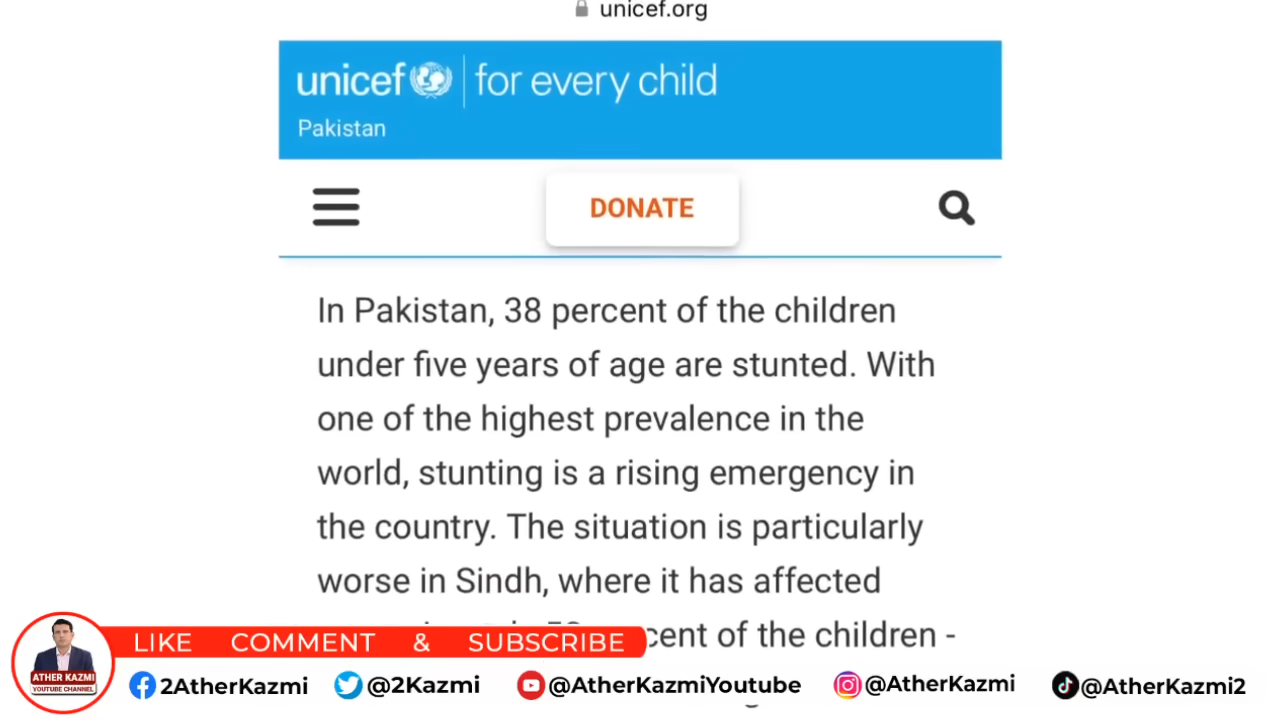 unicef.org
unicef for every child
Pakistan
DONATE
In Pakistan, 38 percent of the children
under five years of age are stunted. With
one of the highest prevalence in the
world, stunting is a rising emergency in
the country. The situation is particularly
worse in Sindh, where it has affected
cent of the children -
LIKE COMMENT & SUBSCRIBE
ATHER KAZMI
YOUTUBE CHANNEL
2AtherKazmi @2Kazmi @AtherKazmiYoutube @AtherKazmi @AtherKazmi2